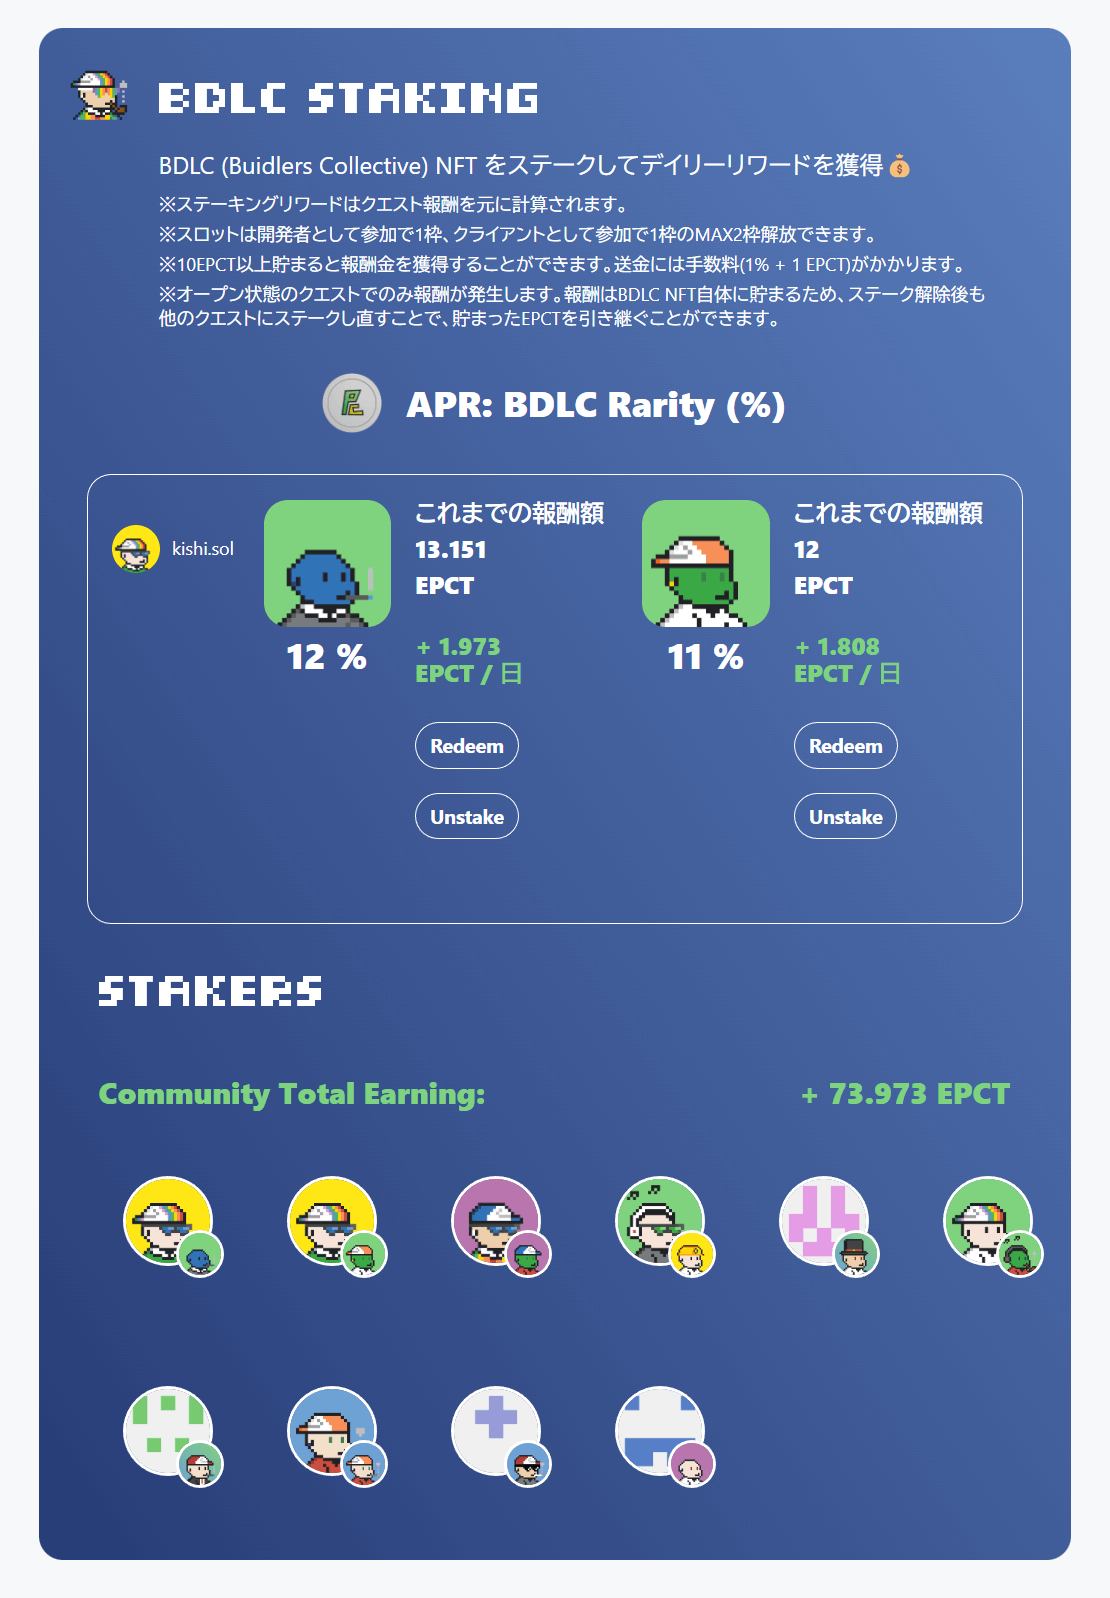 BDLC STAKING
BDLC (Buidlers Collective) NFT をステークしてデイリーリワードを獲得💰
※ステーキングリワードはクエスト報酬を元に計算されます。
※スロットは開発者として参加で1枠、クライアントとして参加で1枠のMAX2枠解放できます。
※10EPCT以上貯まると報酬金を獲得することができます。送金には手数料(1% + 1 EPCT)がかかります。
※オープン状態のクエストでのみ報酬が発生します。報酬はBDLC NFT自体に貯まるため、ステーク解除後も
他のクエストにステークし直すことで、貯まったEPCTを引き継ぐことができます。
APR: BDLC Rarity (%)
kishi.sol
12 %
これまでの報酬額
13.151
EPCT
+ 1.973
EPCT / 日
Redeem
Unstake
11 %
これまでの報酬額
12
EPCT
+ 1.808
EPCT / 日
Redeem
Unstake
STAKERS
Community Total Earning: + 73.973 EPCT